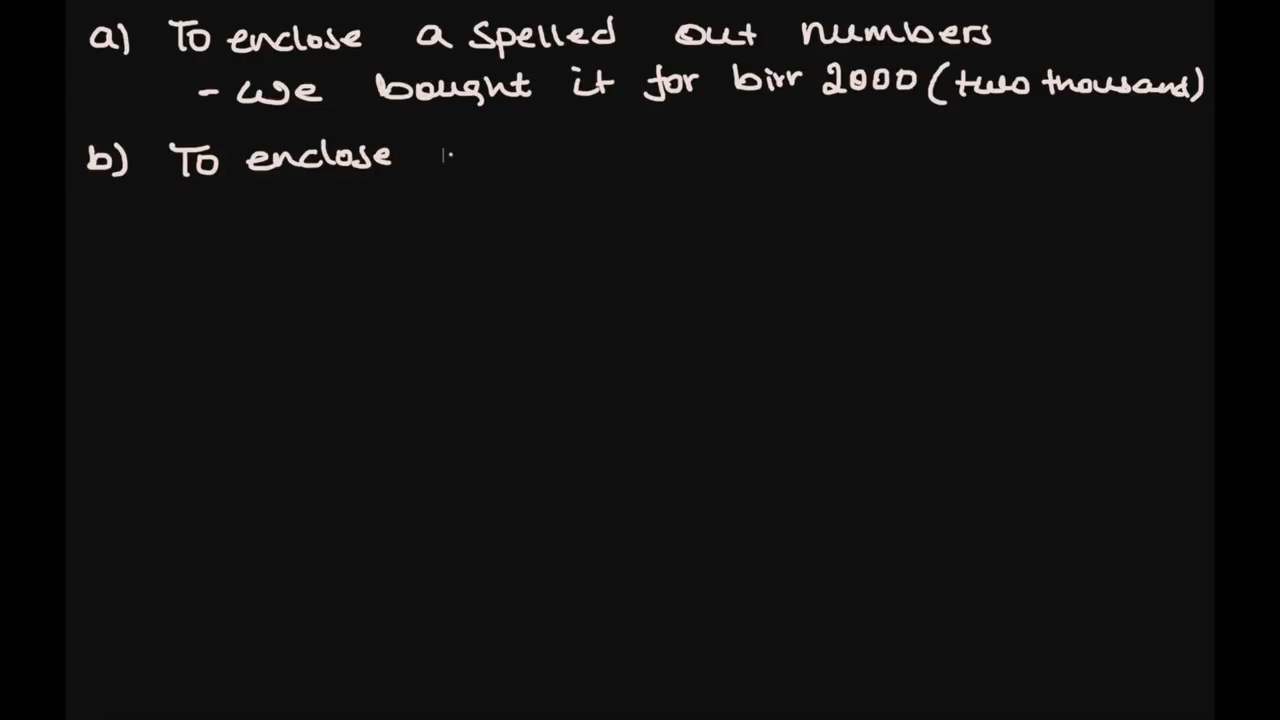 a) To enclose a spelled out numbers
- we bought it for birr 2000 (two thousand)
b) To enclose